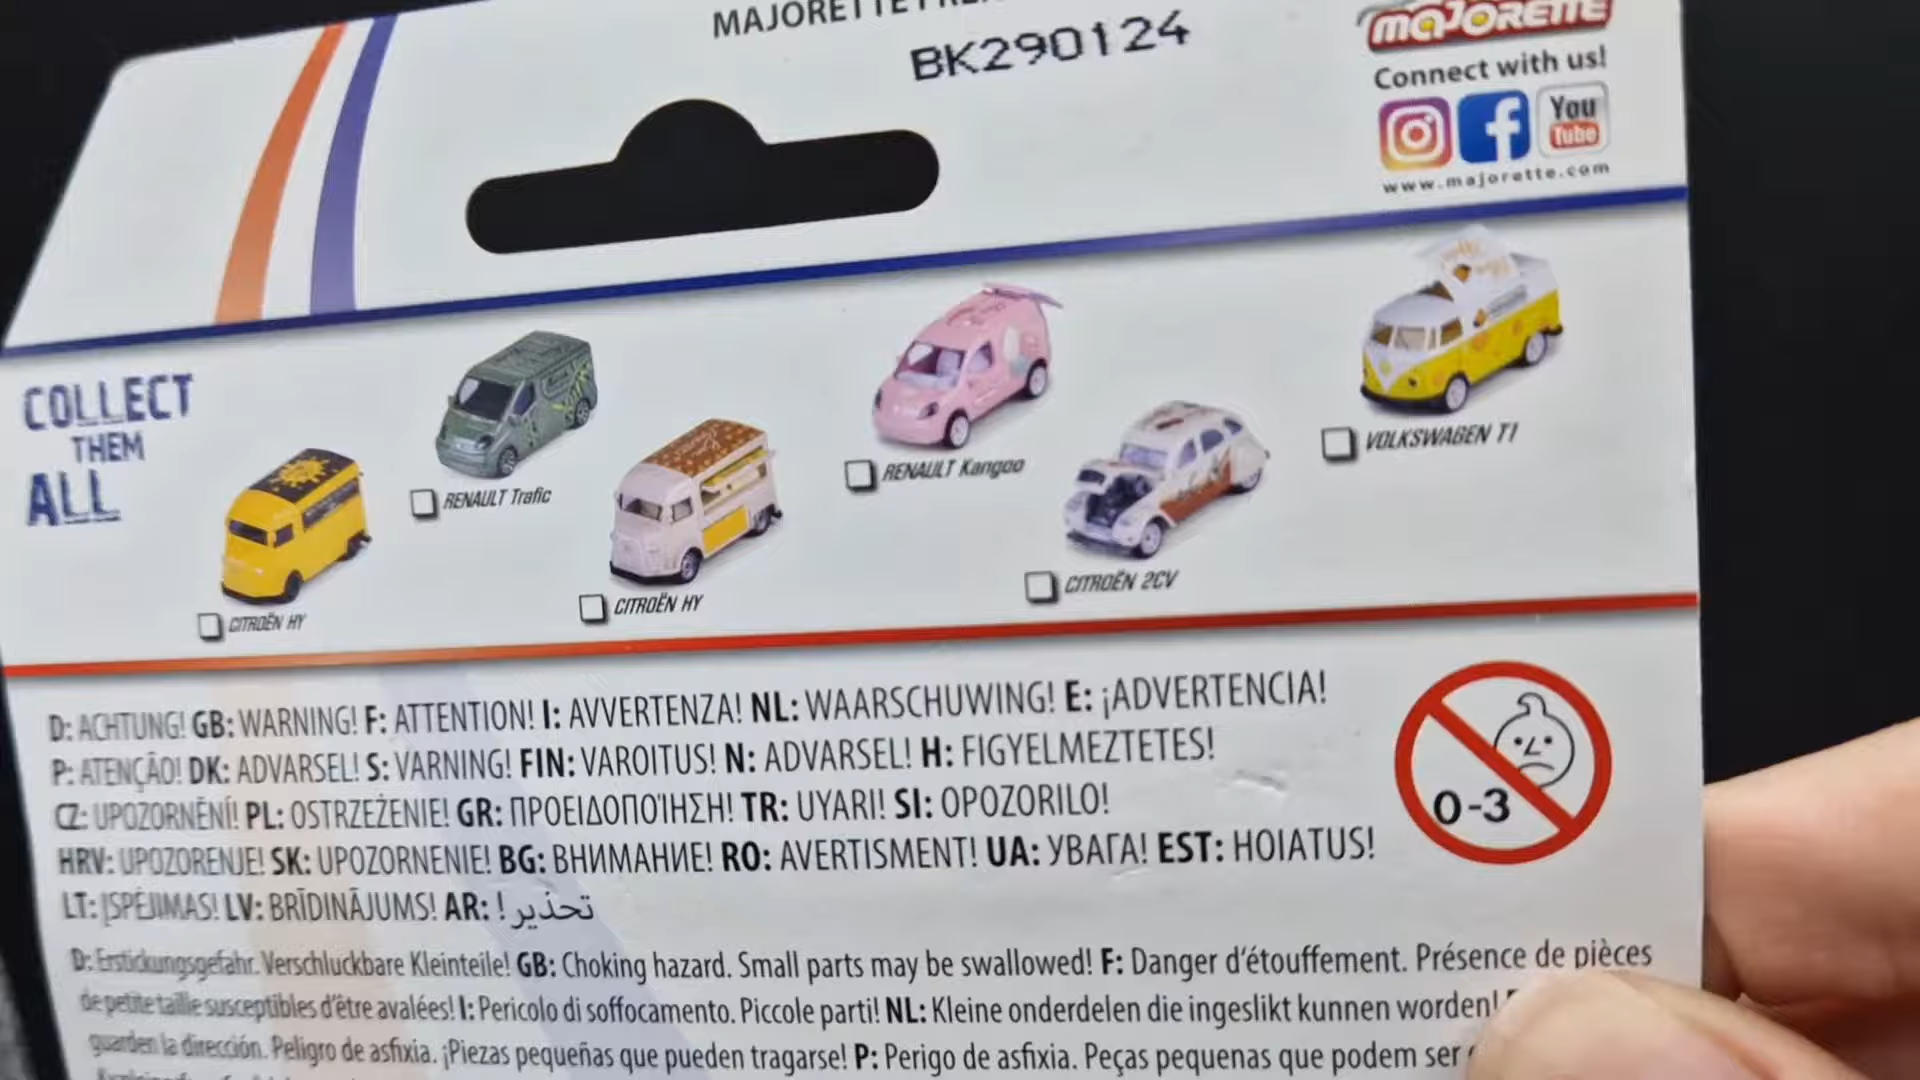 MAJORETTE
BK290124
MAJORETTE
Connect with us!
You
Tube
www.majorette.com
COLLECT
THEM
ALL
CITROËN HY
RENAULT Trafic
CITROËN HY
RENAULT Kangoo
CITROËN 2CV
VOLKSWAGEN T1
D: ACHTUNG! GB: WARNING! F: ATTENTION! I: AVVERTENZA! NL: WAARSCHUWING! E: ¡ADVERTENCIA!
P: ATENÇÃO! DK: ADVARSEL! S: VARNING! FIN: VAROITUS! N: ADVARSEL! H: FIGYELMEZTETES!
CZ: UPOZORNĚNÍ! PL: OSTRZEŻENIE! GR: ΠΡΟΕΙΔΟΠΟΊΗΣΗ! TR: UYARI! SI: OPOZORILO!
HRV: UPOZORENJE! SK: UPOZORNENIE! BG: ВНИМАНИЕ! RO: AVERTISMENT! UA: УВАГА! EST: HOIATUS!
LT: ĮSPĖJIMAS! LV: BRĪDINĀJUMS! AR: تحذير!
0-3
D: Erstickungsgefahr. Verschluckbare Kleinteile! GB: Choking hazard. Small parts may be swallowed! F: Danger d'étouffement. Présence de pièces
de petite taille susceptibles d'être avalées! I: Pericolo di soffocamento. Piccole parti! NL: Kleine onderdelen die ingeslikt kunnen worden!
guarden la dirección. Peligro de asfixia. ¡Piezas pequeñas que pueden tragarse! P: Perigo de asfixia. Peças pequenas que podem ser